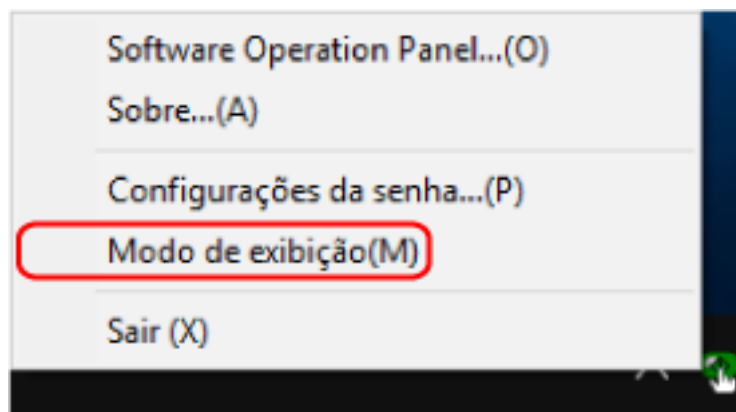 Software Operation Panel...(O)
Sobre...(A)
Configurações da senha...(P)
Modo de exibição(M)
Sair (X)